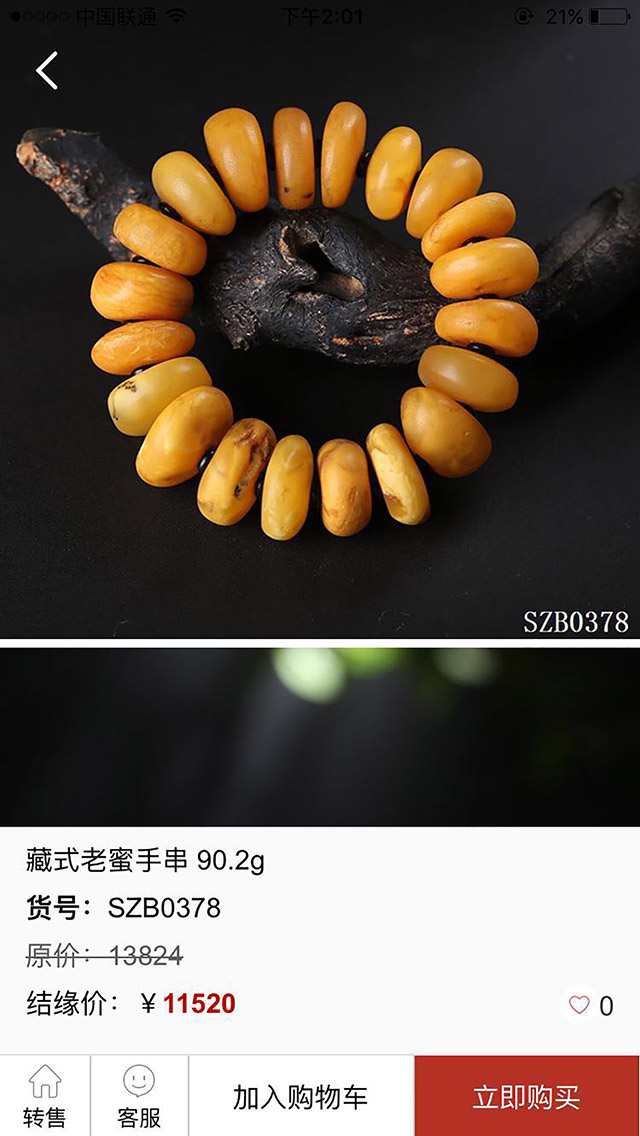 中国联通 下午2:01 21%
SZB0378
藏式老蜜手串 90.2g
货号：SZB0378
原价：13824
结缘价：￥11520
0
转售 客服 加入购物车 立即购买